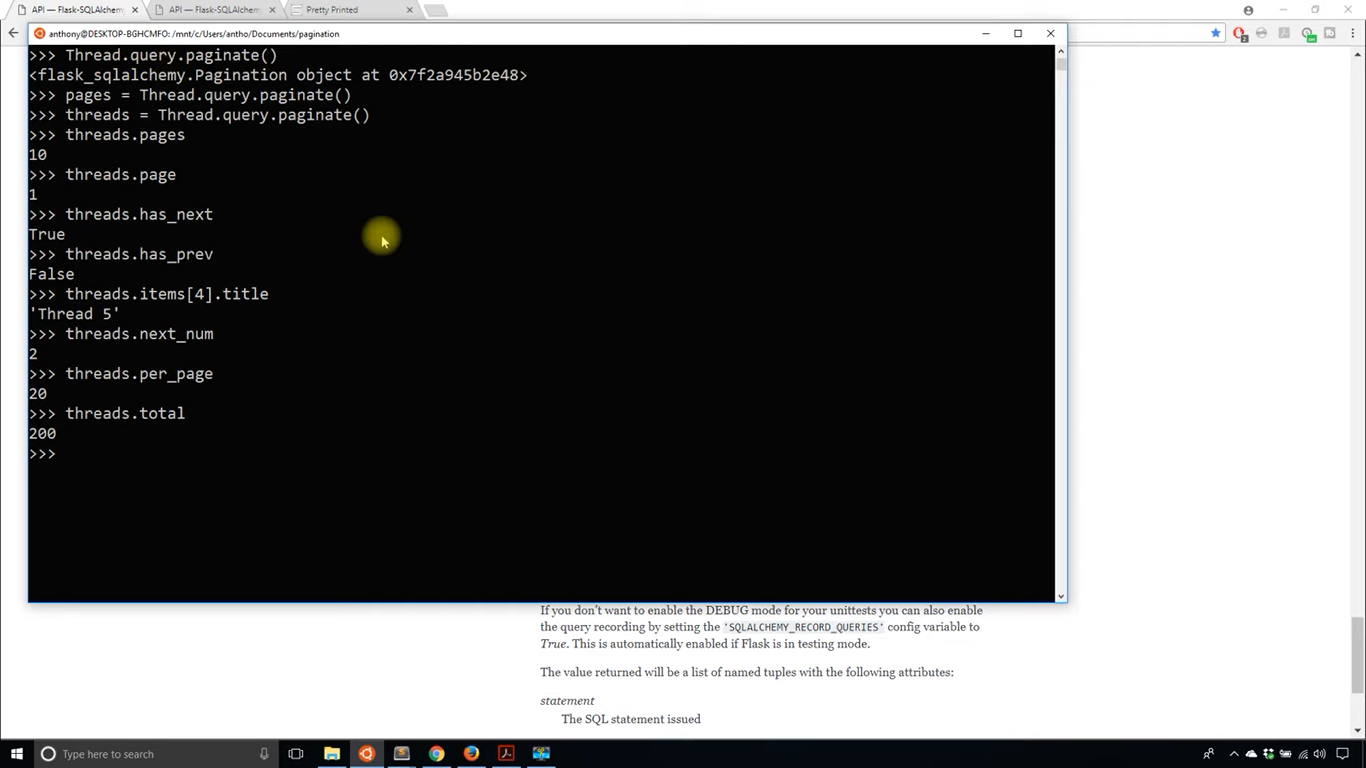 API — Flask-SQLAlchem
API — Flask-SQLAlchem
Pretty Printed
anthony@DESKTOP-BGHCMFO: /mnt/c/Users/antho/Documents/pagination
>>> Thread.query.paginate()
<flask_sqlalchemy.Pagination object at 0x7f2a945b2e48>
>>> pages = Thread.query.paginate()
>>> threads = Thread.query.paginate()
>>> threads.pages
10
>>> threads.page
1
>>> threads.has_next
True
>>> threads.has_prev
False
>>> threads.items[4].title
'Thread 5'
>>> threads.next_num
2
>>> threads.per_page
20
>>> threads.total
200
>>>
If you don't want to enable the DEBUG mode for your unittests you can also enable
the query recording by setting the 'SQLALCHEMY_RECORD_QUERIES' config variable to
True. This is automatically enabled if Flask is in testing mode.
The value returned will be a list of named tuples with the following attributes:
statement
The SQL statement issued
Type here to search